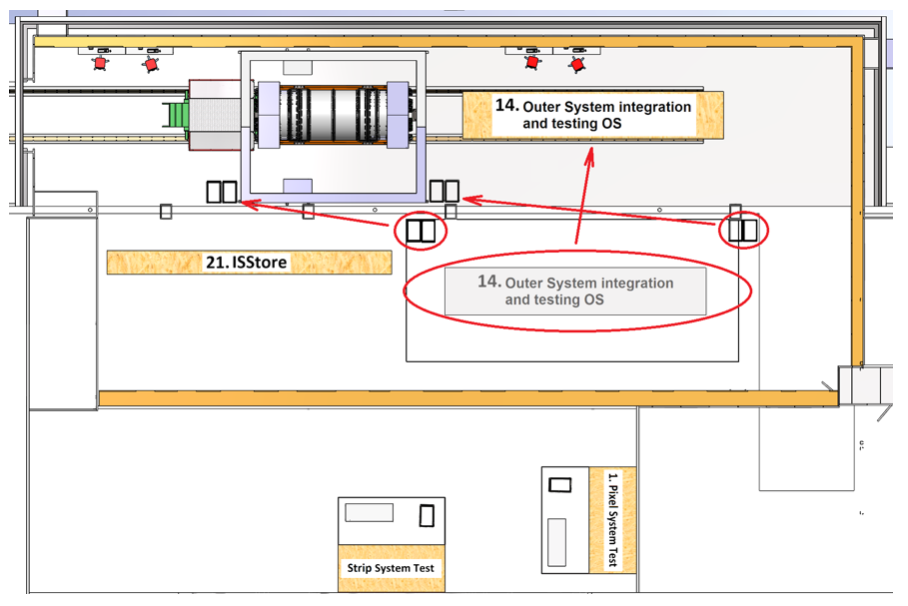 14. Outer System integration
and testing OS
21. ISStore
14. Outer System integration
and testing OS
1. Pixel System Test
Strip System Test